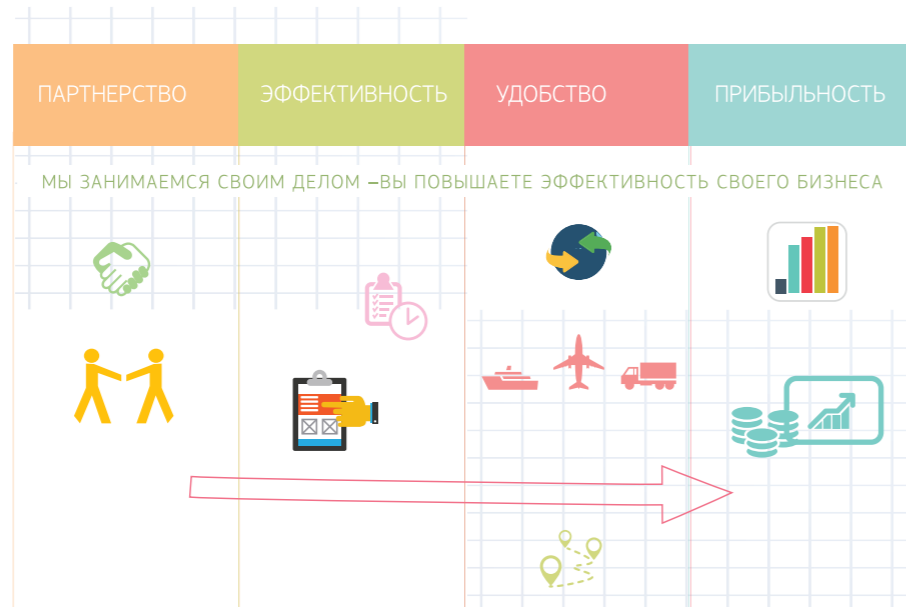 ПАРТНЕРСТВО ЭФФЕКТИВНОСТЬ УДОБСТВО ПРИБЫЛЬНОСТЬ
МЫ ЗАНИМАЕМСЯ СВОИМ ДЕЛОМ –ВЫ ПОВЫШАЕТЕ ЭФФЕКТИВНОСТЬ СВОЕГО БИЗНЕСА